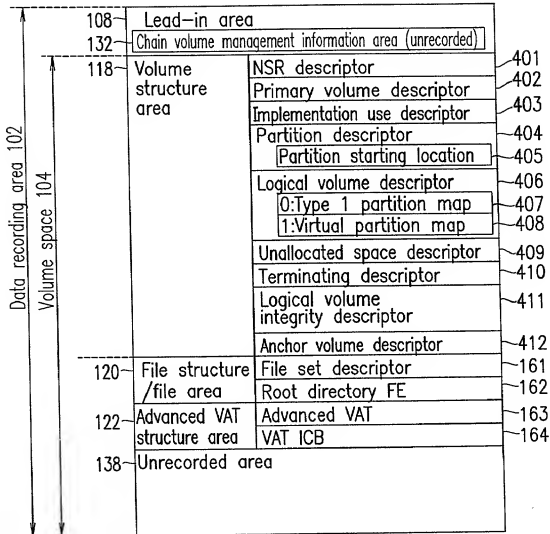 Data recording area 102
Volume space 104
108 Lead-in area
132 Chain volume management information area (unrecorded)
118 Volume structure area
NSR descriptor 401
Primary volume descriptor 402
Implementation use descriptor 403
Partition descriptor 404
Partition starting location 405
Logical volume descriptor 406
0:Type 1 partition map 407
1:Virtual partition map 408
Unallocated space descriptor 409
Terminating descriptor 410
Logical volume integrity descriptor 411
Anchor volume descriptor 412
120 File structure /file area
File set descriptor 161
Root directory FE 162
122 Advanced VAT structure area
Advanced VAT 163
VAT ICB 164
138 Unrecorded area